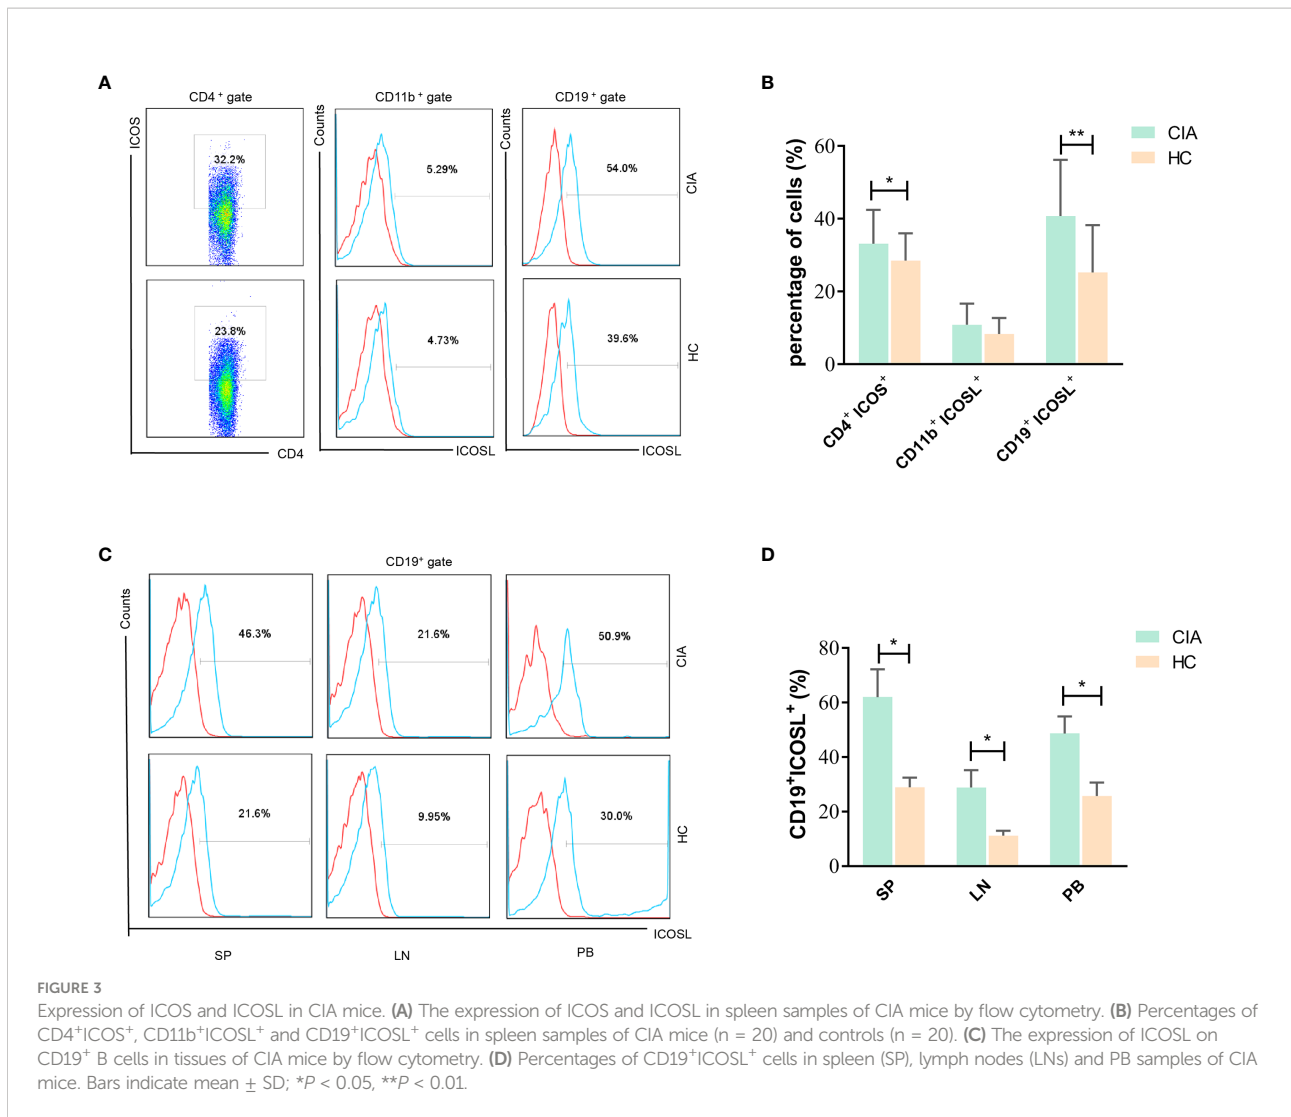 A
CD4 + gate
CD11b + gate
CD19 + gate
ICOS
Counts
Counts
32.2%
5.29%
54.0%
CIA
23.8%
4.73%
39.6%
HC
CD4
ICOSL
ICOSL
B
CIA
HC
percentage of cells (%)
60
40
20
0
*
**
CD4+ ICOS+
CD11b+ ICOSL+
CD19+ ICOSL+
C
CD19+ gate
Counts
46.3%
21.6%
50.9%
CIA
21.6%
9.95%
30.0%
HC
ICOSL
SP
LN
PB
D
CIA
HC
CD19+ICOSL+ (%)
80
60
40
20
0
*
*
*
SP
LN
PB
FIGURE 3
Expression of ICOS and ICOSL in CIA mice. (A) The expression of ICOS and ICOSL in spleen samples of CIA mice by flow cytometry. (B) Percentages of
CD4+ICOS+, CD11b+ICOSL+ and CD19+ICOSL+ cells in spleen samples of CIA mice (n = 20) and controls (n = 20). (C) The expression of ICOSL on
CD19+ B cells in tissues of CIA mice by flow cytometry. (D) Percentages of CD19+ICOSL+ cells in spleen (SP), lymph nodes (LNs) and PB samples of CIA
mice. Bars indicate mean ± SD; *P < 0.05, **P < 0.01.